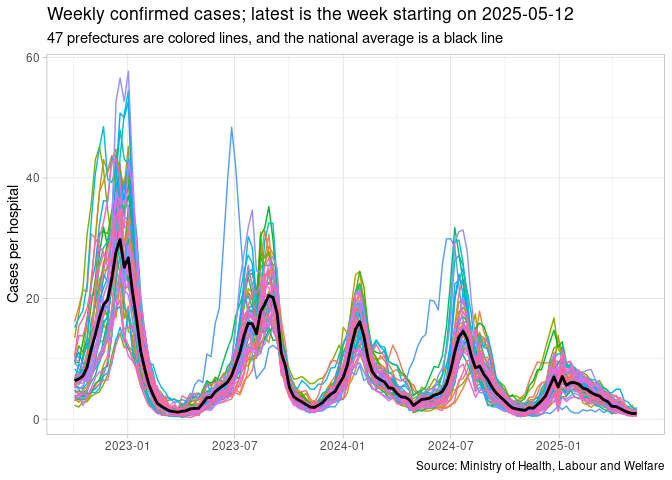 Weekly confirmed cases; latest is the week starting on 2025-05-12
47 prefectures are colored lines, and the national average is a black line
60
40
20
0
Cases per hospital
2023-01 2023-07 2024-01 2024-07 2025-01
Source: Ministry of Health, Labour and Welfare